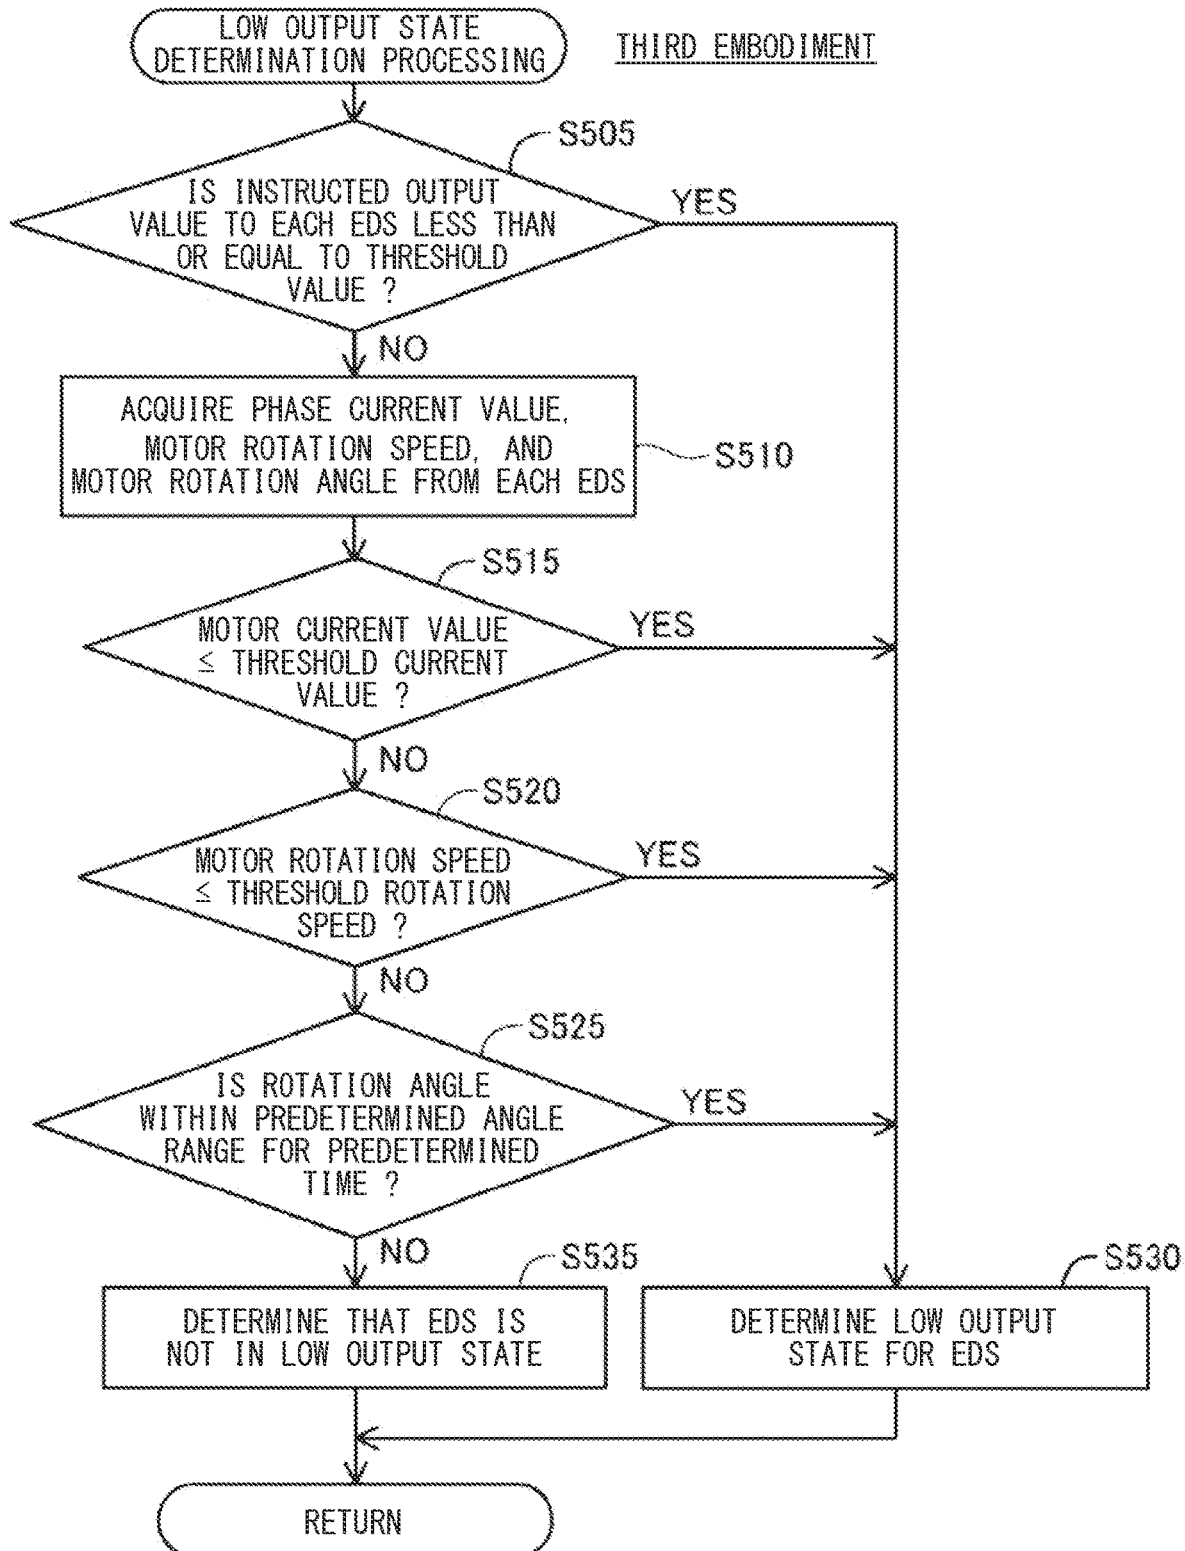 LOW OUTPUT STATE
DETERMINATION PROCESSING
THIRD EMBODIMENT
S505
IS INSTRUCTED OUTPUT
VALUE TO EACH EDS LESS THAN
OR EQUAL TO THRESHOLD
VALUE ?
YES
NO
ACQUIRE PHASE CURRENT VALUE,
MOTOR ROTATION SPEED, AND
MOTOR ROTATION ANGLE FROM EACH EDS
S510
S515
MOTOR CURRENT VALUE
≤ THRESHOLD CURRENT
VALUE ?
YES
NO
S520
MOTOR ROTATION SPEED
≤ THRESHOLD ROTATION
SPEED ?
YES
NO
S525
IS ROTATION ANGLE
WITHIN PREDETERMINED ANGLE
RANGE FOR PREDETERMINED
TIME ?
YES
NO
S535
DETERMINE THAT EDS IS
NOT IN LOW OUTPUT STATE
S530
DETERMINE LOW OUTPUT
STATE FOR EDS
RETURN